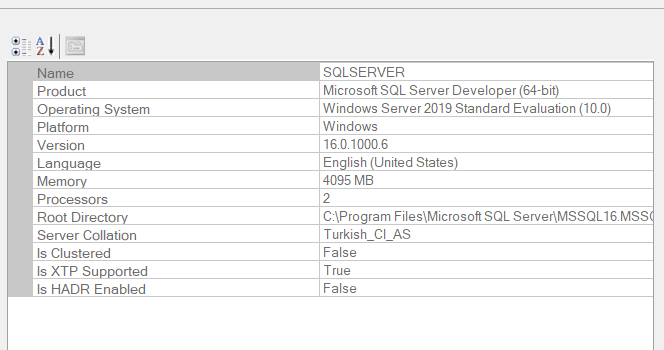 Name SQLSERVER
Product Microsoft SQL Server Developer (64-bit)
Operating System Windows Server 2019 Standard Evaluation (10.0)
Platform Windows
Version 16.0.1000.6
Language English (United States)
Memory 4095 MB
Processors 2
Root Directory C:\Program Files\Microsoft SQL Server\MSSQL16.MSSQ
Server Collation Turkish_CI_AS
Is Clustered False
Is XTP Supported True
Is HADR Enabled False